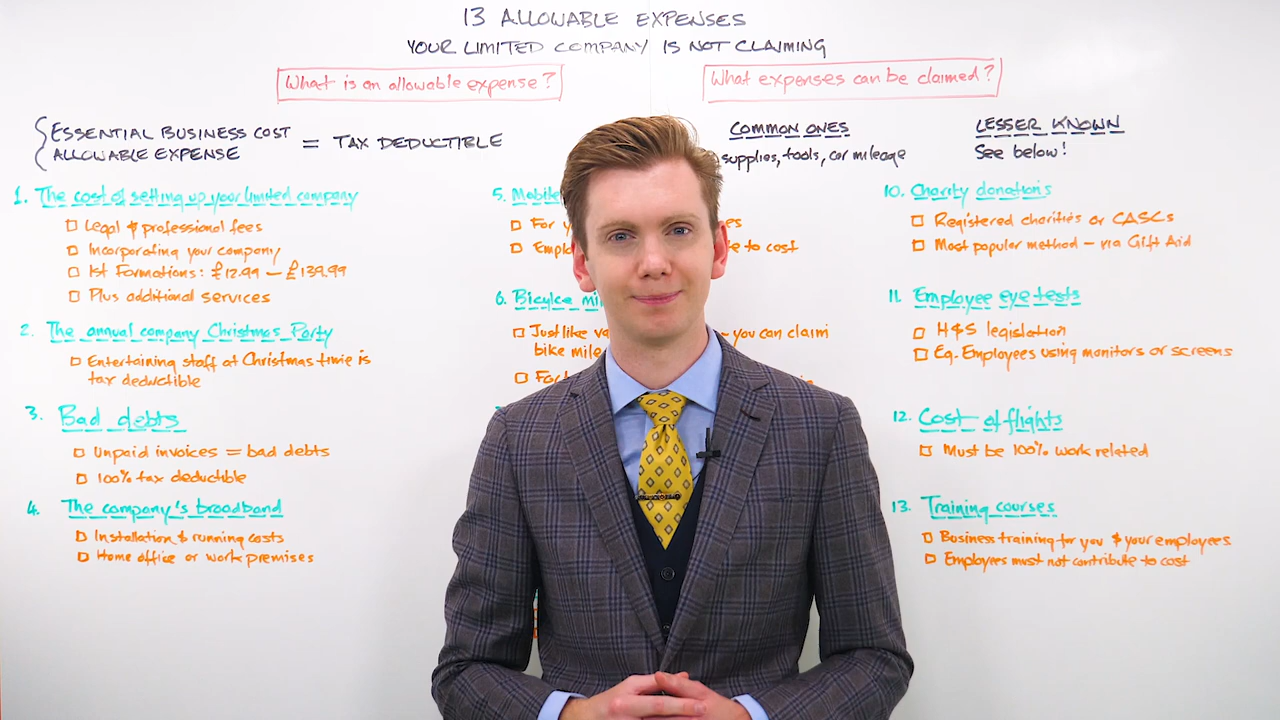 13 ALLOWABLE EXPENSES
YOUR LIMITED COMPANY IS NOT CLAIMING
What is an allowable expense?
What expenses can be claimed?
ESSENTIAL BUSINESS COST
ALLOWABLE EXPENSE
= TAX DEDUCTIBLE
COMMON ONES
supplies, tools, car mileage
LESSER KNOWN
See below!
1. The cost of setting up your limited company
Legal & professional fees
Incorporating your company
1st Formations: £12.99 – £139.99
Plus additional services
2. The annual company Christmas Party
Entertaining staff at Christmas time is
tax deductible
3. Bad debts
Unpaid invoices = bad debts
100% tax deductible
4. The company's broadband
Installation & running costs
Home office or work premises
5. Mobile
For
to cost
6. Bicylce
Just like
you can claim
bike
10. Charity donations
Registered charities or CASCs
Most popular method – via Gift Aid
11. Employee eye tests
H&S legislation
Eg. Employees using monitors or screens
12. Cost of flights
Must be 100% work related
13. Training courses
Business training for you & your employees
Employees must not contribute to cost